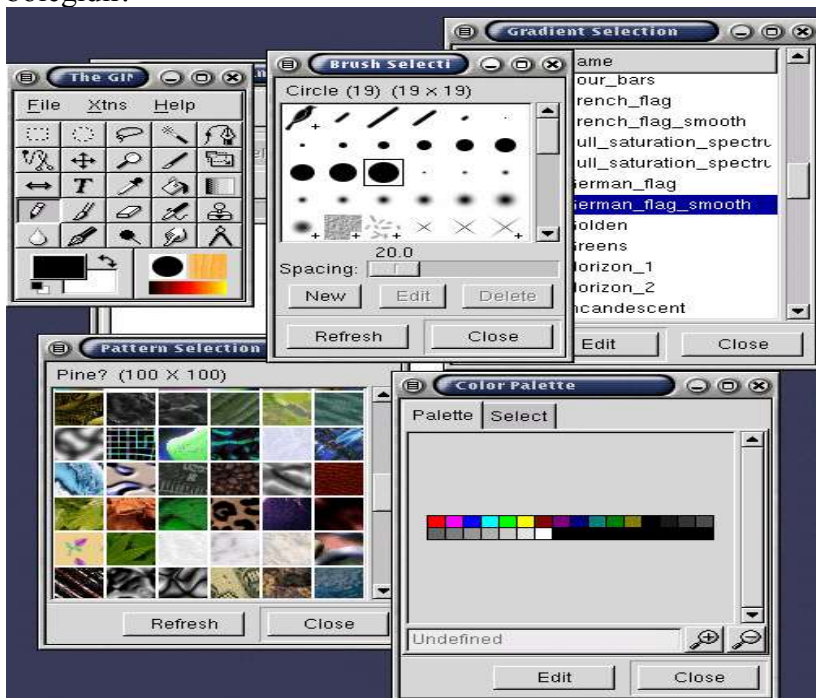 Gradient Selection
ame
our_bars
rench_flag
rench_flag_smooth
ull_saturation_spectru
ull_saturation_spectru
erman_flag
erman_flag_smooth
olden
reens
orizon_1
orizon_2
ncandescent
Edit
Close
The GIM
File Xtns Help
Brush Selecti
Circle (19) (19 × 19)
20.0
Spacing:
New Edit Delete
Refresh Close
Pattern Selection
Pine? (100 X 100)
Refresh Close
Color Palette
Palette Select
Undefined
Edit Close